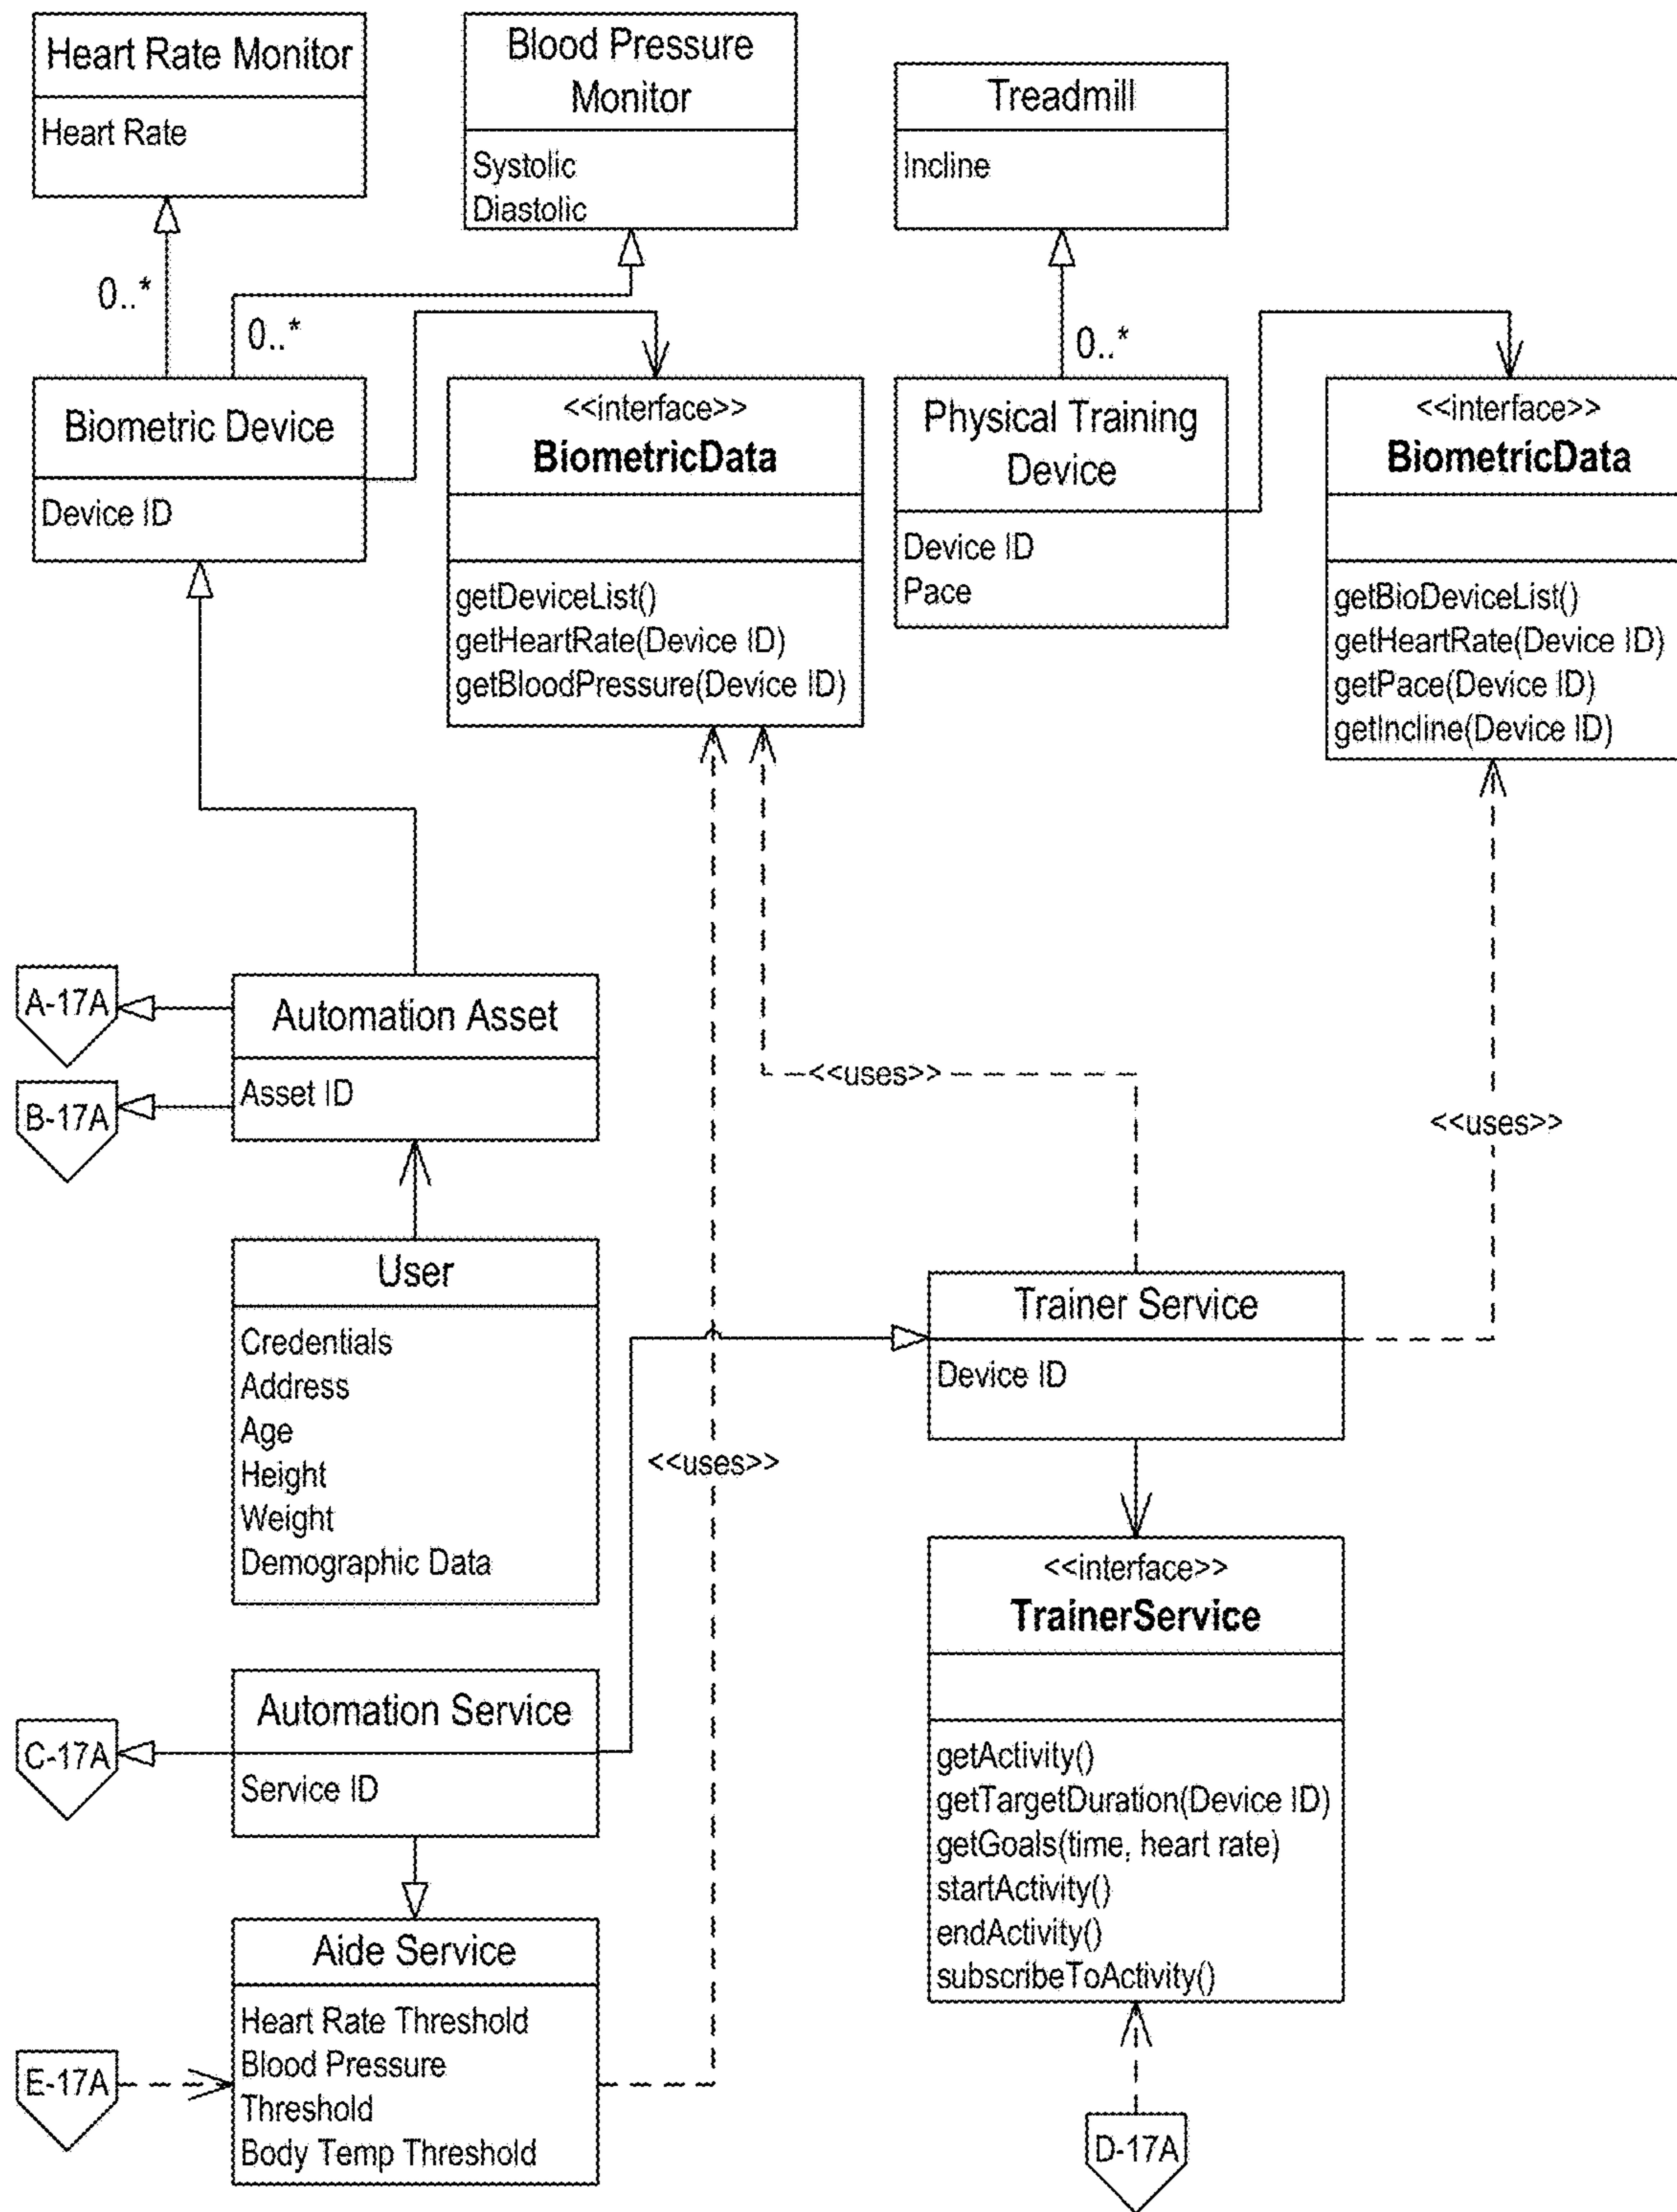 Heart Rate Monitor
Heart Rate
Blood Pressure
Monitor
Systolic
Diastolic
Treadmill
Incline
0..*
0..*
0..*
Biometric Device
Device ID
<<interface>>
BiometricData
getDeviceList()
getHeartRate(Device ID)
getBloodPressure(Device ID)
Physical Training
Device
Device ID
Pace
<<interface>>
BiometricData
getBioDeviceList()
getHeartRate(Device ID)
getPace(Device ID)
getIncline(Device ID)
A-17A
B-17A
Automation Asset
Asset ID
<<uses>>
<<uses>>
User
Credentials
Address
Age
Height
Weight
Demographic Data
Trainer Service
Device ID
<<uses>>
<<interface>>
TrainerService
getActivity()
getTargetDuration(Device ID)
getGoals(time, heart rate)
startActivity()
endActivity()
subscribeToActivity()
C-17A
Automation Service
Service ID
Aide Service
Heart Rate Threshold
Blood Pressure
Threshold
Body Temp Threshold
E-17A
D-17A